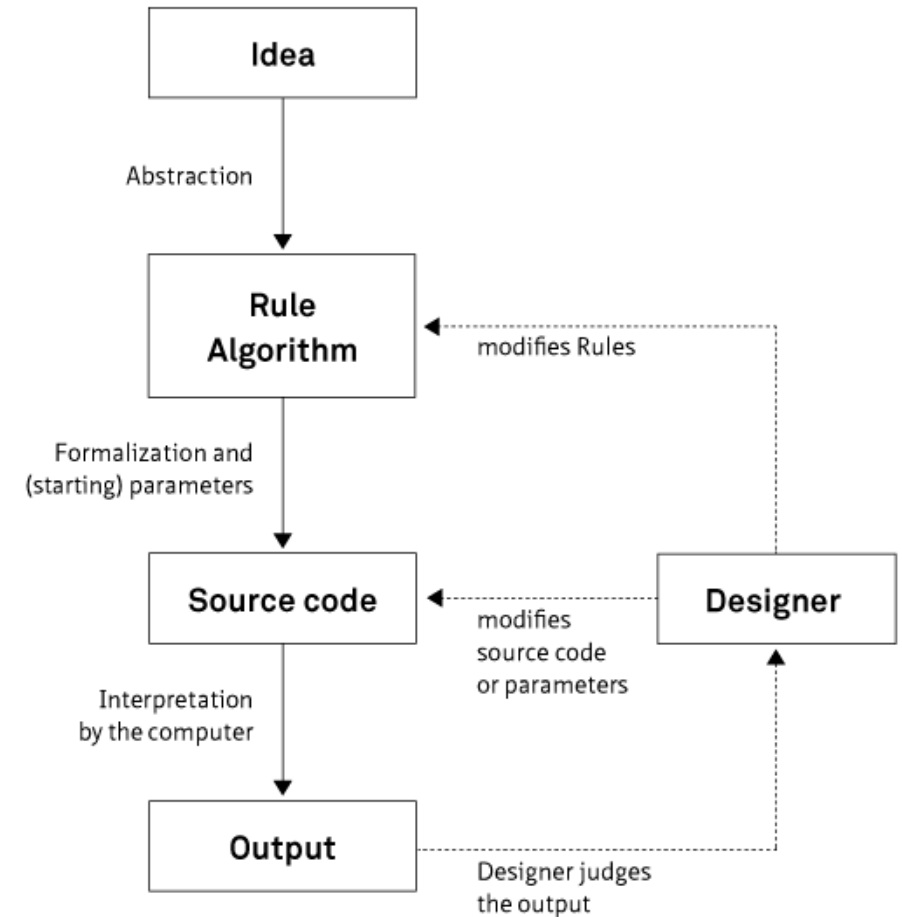 Idea
Abstraction
Rule
Algorithm
modifies Rules
Formalization and
(starting) parameters
Source code
Designer
modifies
source code
or parameters
Interpretation
by the computer
Output
Designer judges
the output